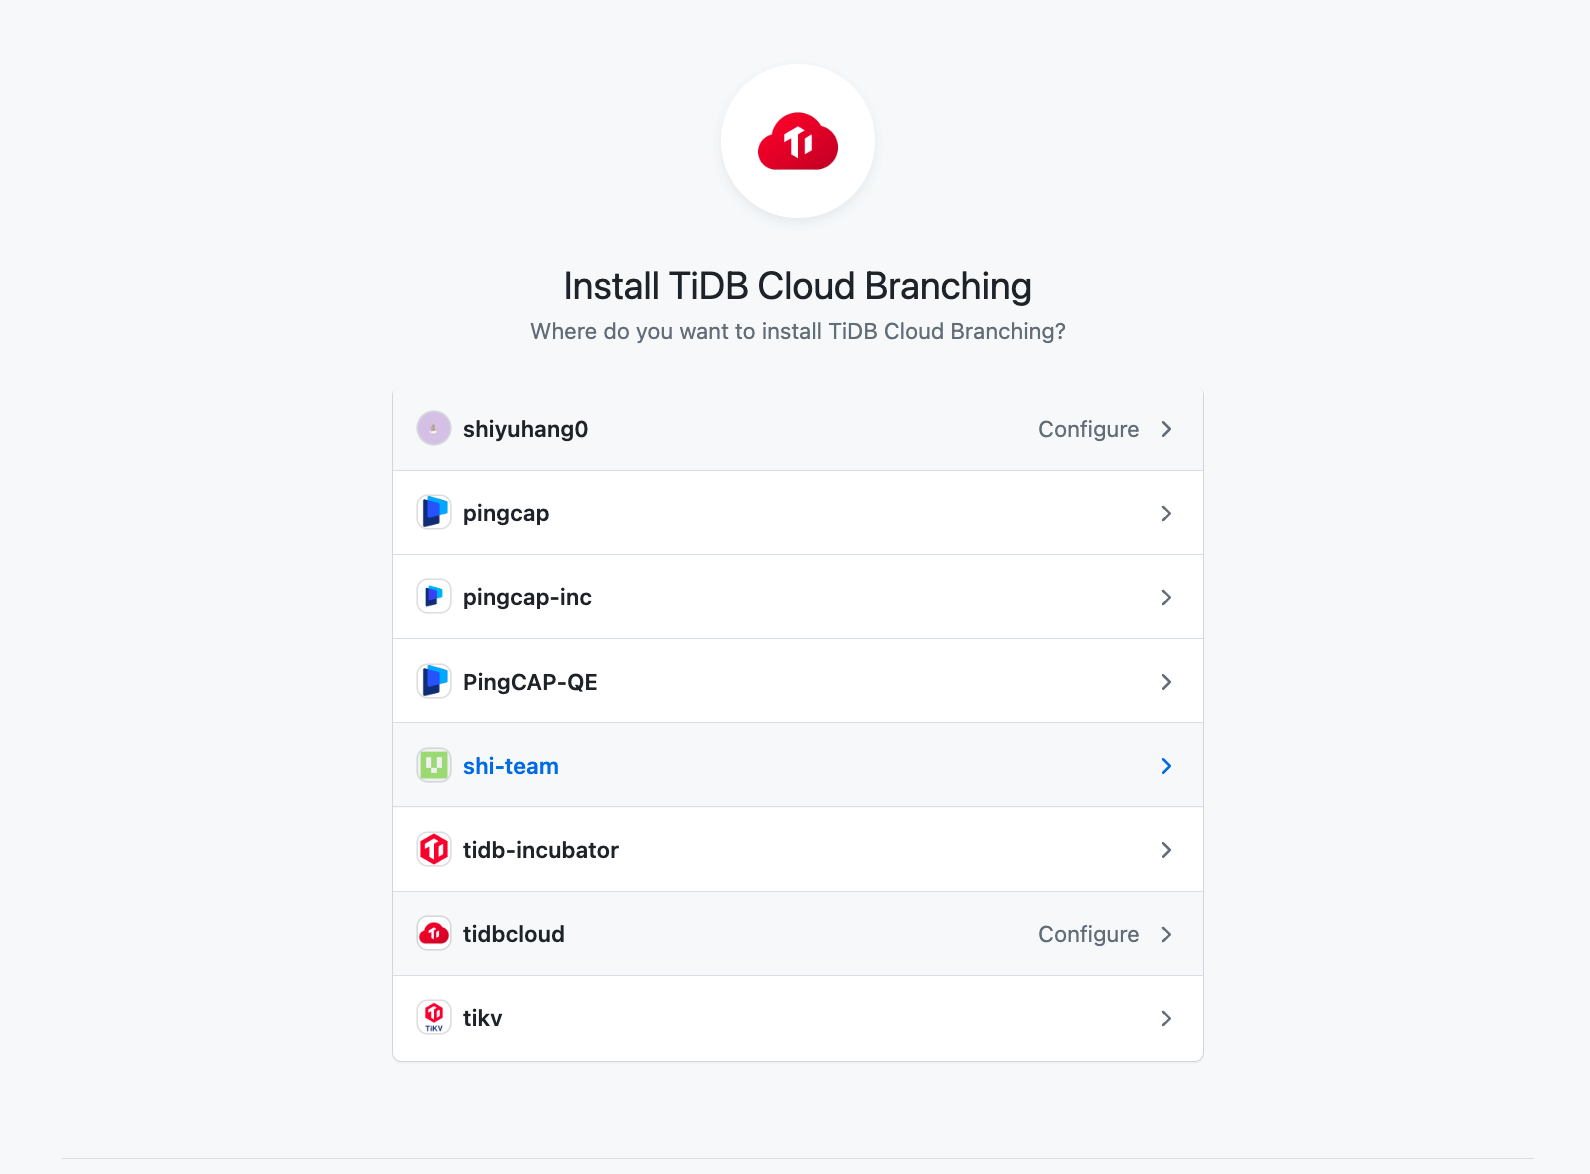 Install TiDB Cloud Branching
Where do you want to install TiDB Cloud Branching?
shiyuhang0 Configure
pingcap
pingcap-inc
PingCAP-QE
shi-team
tidb-incubator
tidbcloud Configure
TiKV
tikv